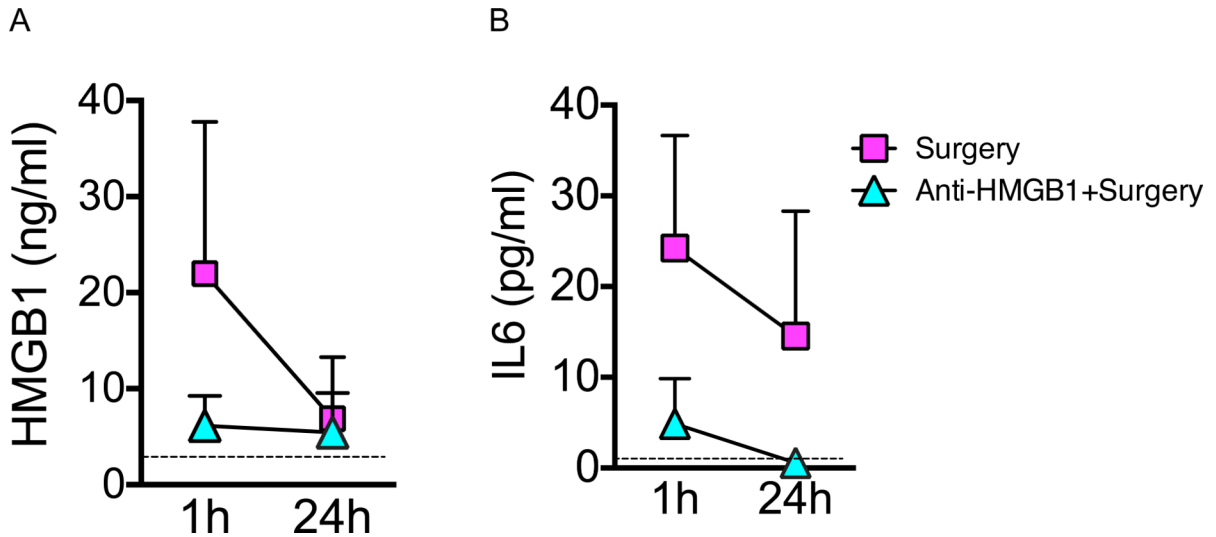 A
HMGB1 (ng/ml)
40
30
20
10
0
1h 24h
B
IL6 (pg/ml)
40
30
20
10
0
1h 24h
Surgery
Anti-HMGB1+Surgery